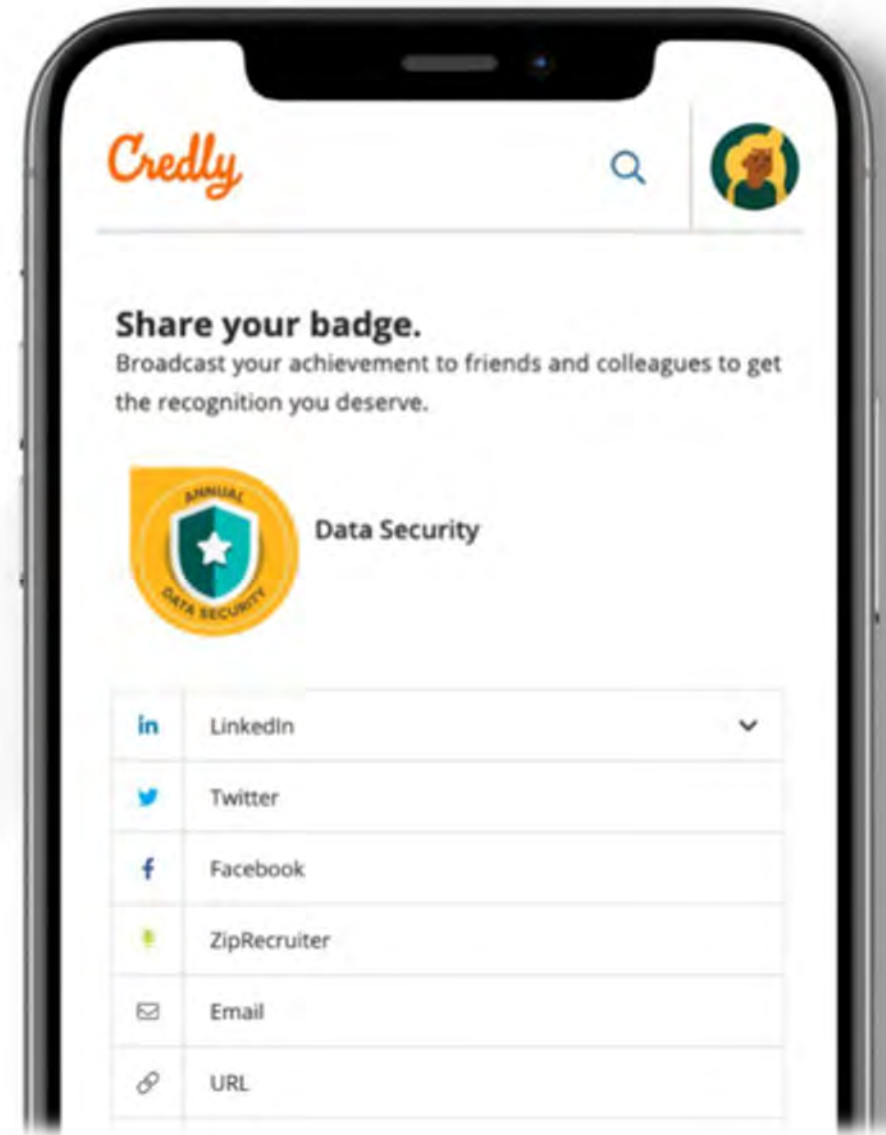 Credly
Share your badge.
Broadcast your achievement to friends and colleagues to get
the recognition you deserve.
ANNUAL
DATA SECURITY
Data Security
in LinkedIn
Twitter
f Facebook
ZipRecruiter
Email
URL